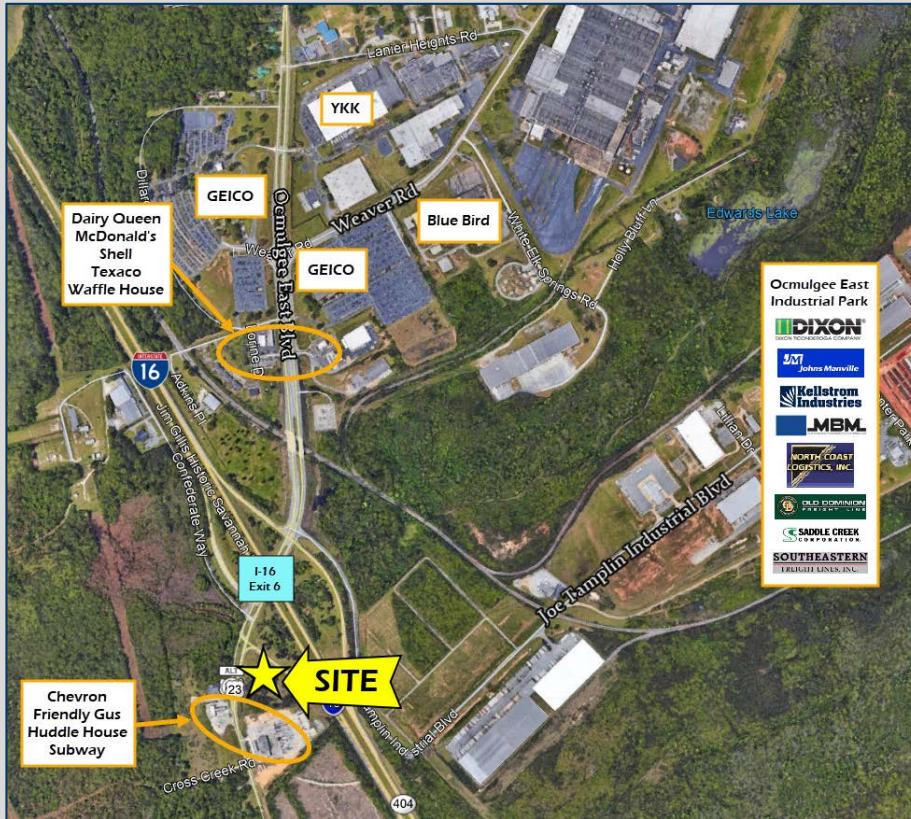 Lanier Heights Rd
YKK
GEICO
Ocmulgee East Blvd
Weaver Rd
Blue Bird
Edwards Lake
Holly Bluff Ln
White Elk Springs Rd
GEICO
Dairy Queen
McDonald's
Shell
Texaco
Waffle House
INTERSTATE
16
Adkins Pl
Jim Gillis Historic Savannah
Confederate Way
Lillian Dr
Ocmulgee East
Industrial Park
DIXON
DIXON TICONDEROGA COMPANY
JM
Johns Manville
Kellstrom
Industries
MBM
NORTH COAST
LOGISTICS, INC.
OLD DOMINION
FREIGHT LINE
SADDLE CREEK
CORPORATION
SOUTHEASTERN
FREIGHT LINES, INC.
Joe Tamplin Industrial Blvd
I-16
Exit 6
ALT
23
SITE
Chevron
Friendly Gus
Huddle House
Subway
Cross Creek Rd
404